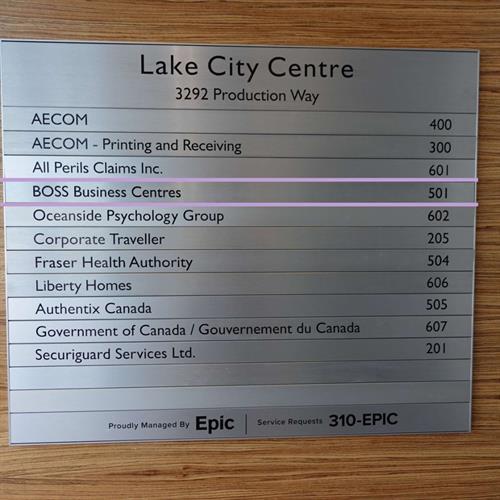 Lake City Centre
3292 Production Way
AECOM 400
AECOM - Printing and Receiving 300
All Perils Claims Inc. 601
BOSS Business Centres 501
Oceanside Psychology Group 602
Corporate Traveller 205
Fraser Health Authority 504
Liberty Homes 606
Authentix Canada 505
Government of Canada / Gouvernement du Canada 607
Securiguard Services Ltd. 201
Proudly Managed By Epic | Service Requests 310-EPIC